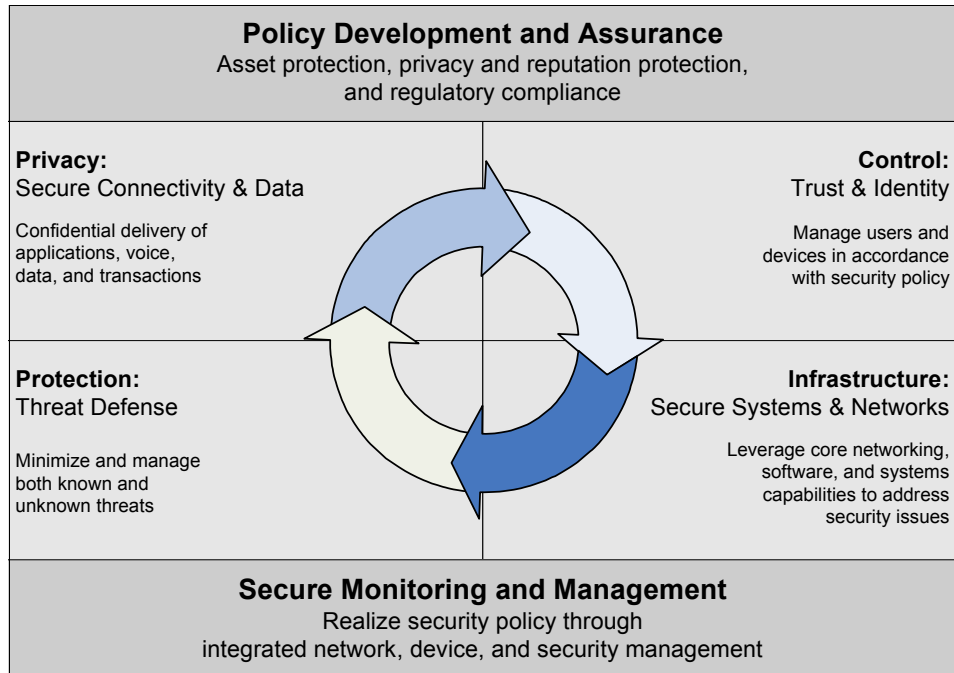 Policy Development and Assurance
Asset protection, privacy and reputation protection,
and regulatory compliance
Privacy:
Secure Connectivity & Data
Confidential delivery of
applications, voice,
data, and transactions
Control:
Trust & Identity
Manage users and
devices in accordance
with security policy
Protection:
Threat Defense
Minimize and manage
both known and
unknown threats
Infrastructure:
Secure Systems & Networks
Leverage core networking,
software, and systems
capabilities to address
security issues
Secure Monitoring and Management
Realize security policy through
integrated network, device, and security management